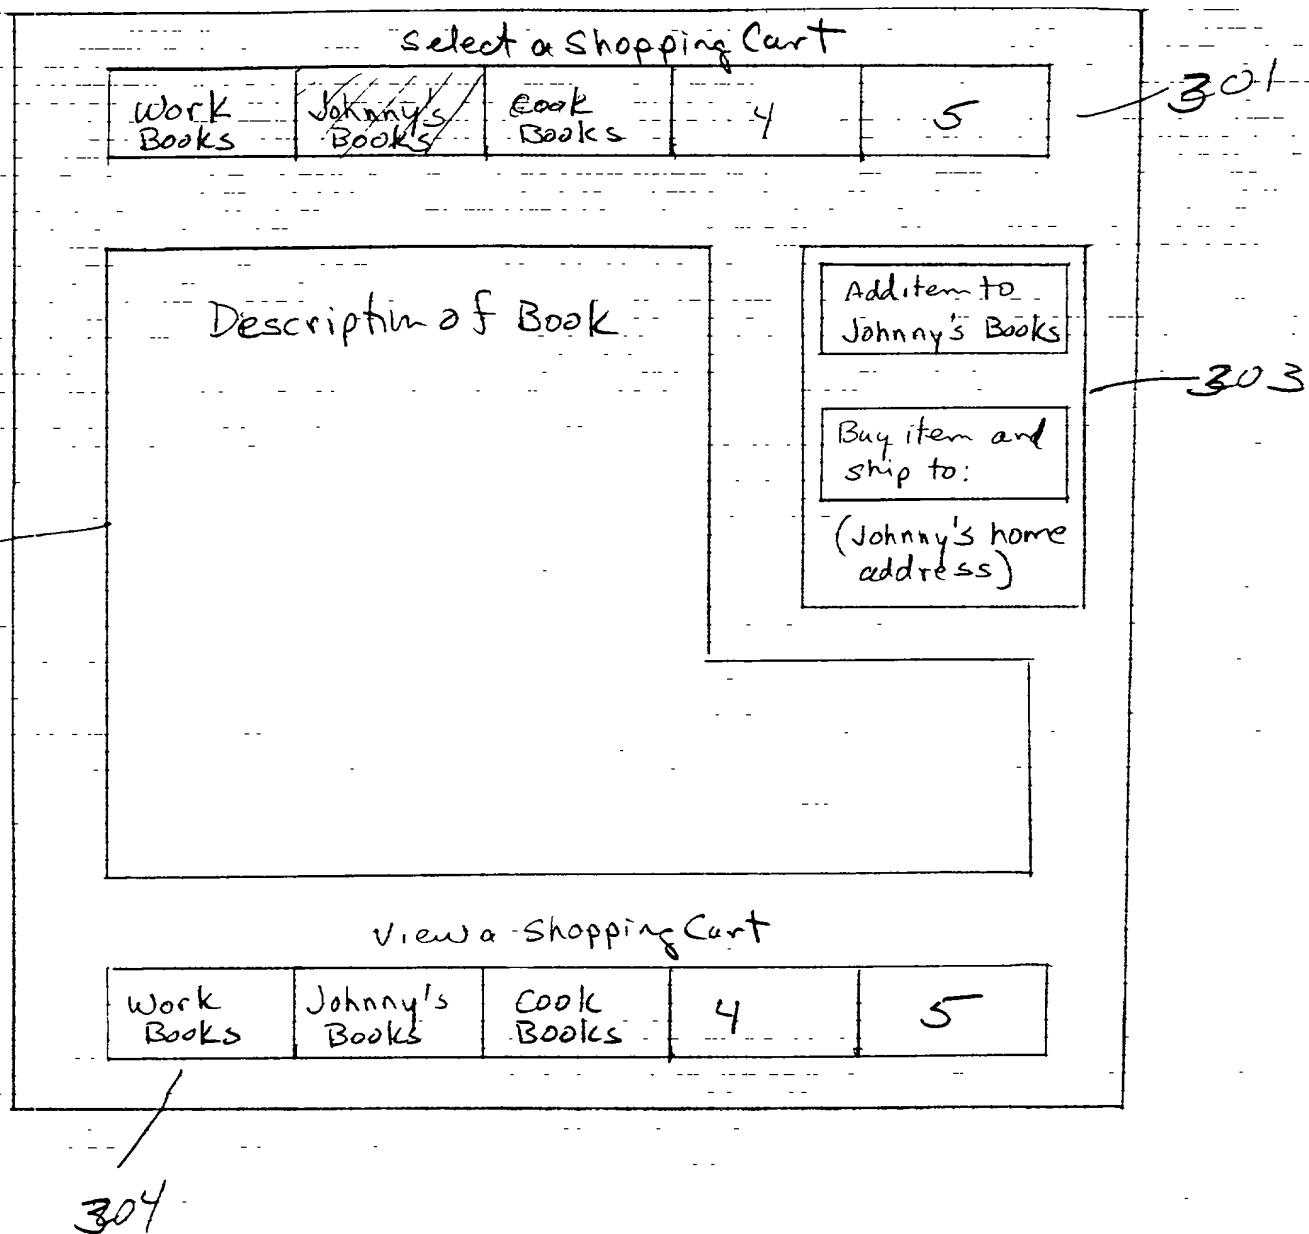 Select a Shopping Cart
Work Books
Johnny's Books
Cook Books
4
5
301
Description of Book
Add item to
Johnny's Books
303
Buy item and
ship to:
(Johnny's home
address)
View a Shopping Cart
Work Books
Johnny's Books
Cook Books
4
5
304